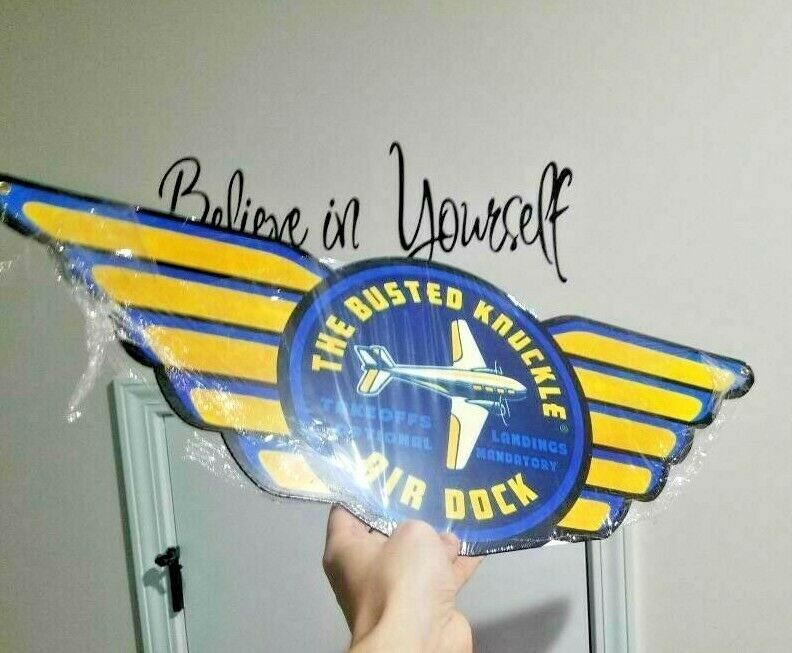 Believe in Yourself
THE BUSTED KNUCKLE®
TAKEOFFS
OPTIONAL
LANDINGS
MANDATORY
AIR DOCK